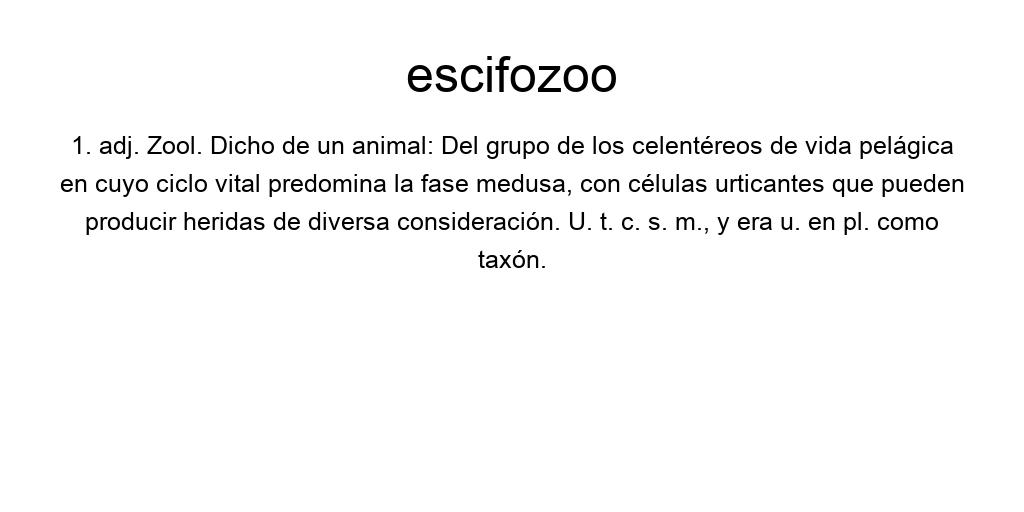 escifozoo
1. adj. Zool. Dicho de un animal: Del grupo de los celentéreos de vida pelágica
en cuyo ciclo vital predomina la fase medusa, con células urticantes que pueden
producir heridas de diversa consideración. U. t. c. s. m., y era u. en pl. como
taxón.